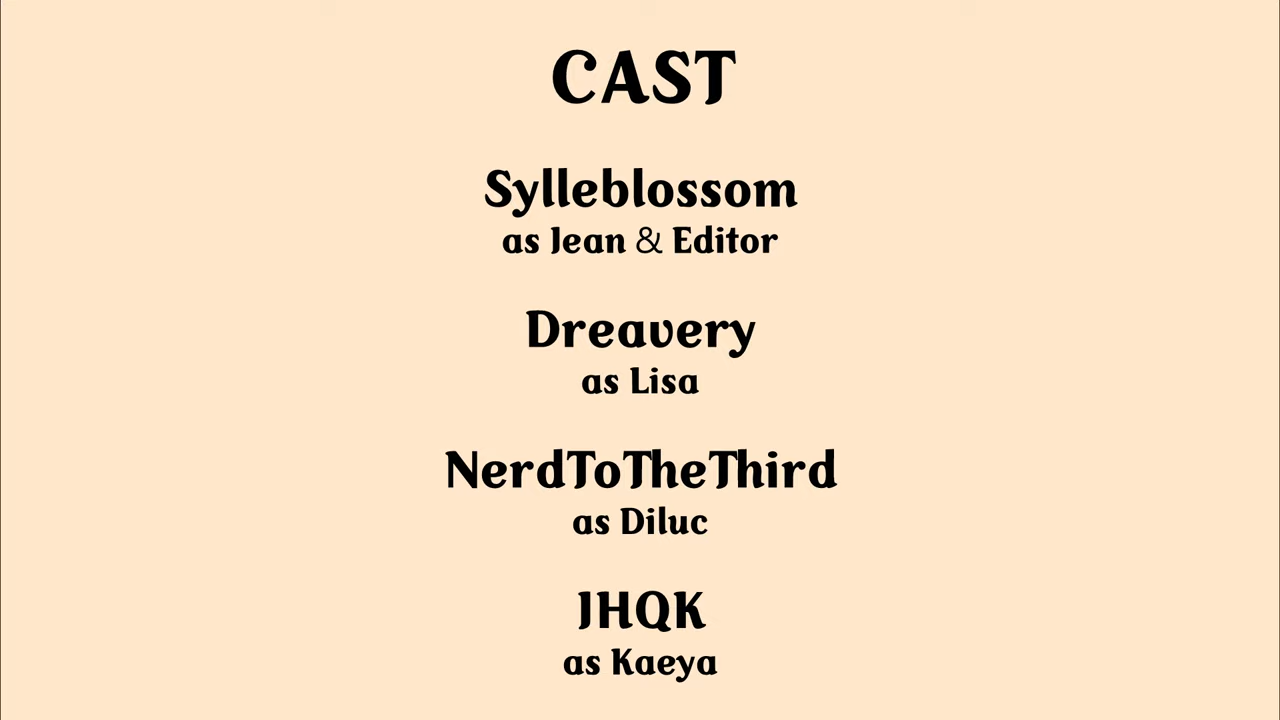 CAST
Sylleblossom
as Jean & Editor
Dreavery
as Lisa
NerdToTheThird
as Diluc
JHQK
as Kaeya